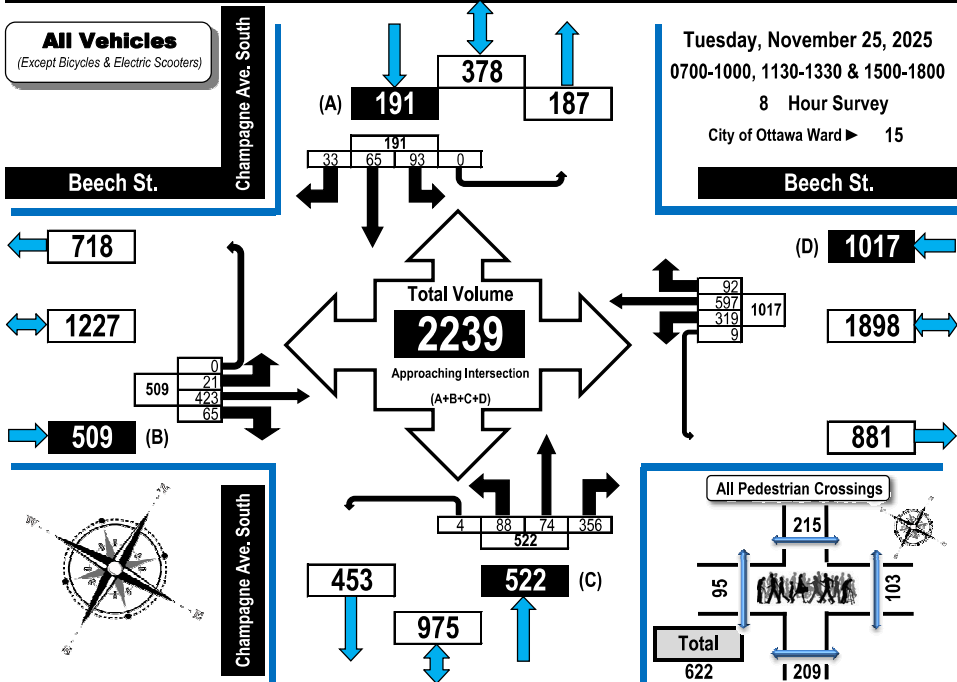 All Vehicles
(Except Bicycles & Electric Scooters)
Champagne Ave. South
Beech St.
378
(A) 191
187
191
33 65 93 0
Tuesday, November 25, 2025
0700-1000, 1130-1330 & 1500-1800
8 Hour Survey
City of Ottawa Ward ► 15
Beech St.
718
1227
0
21
423
65
509
509 (B)
Total Volume
2239
Approaching Intersection
(A+B+C+D)
(D) 1017
92
597
319
9
1017
1898
881
Champagne Ave. South
4 88 74 356
522
453
522 (C)
975
All Pedestrian Crossings
215
95
103
Total
622
209